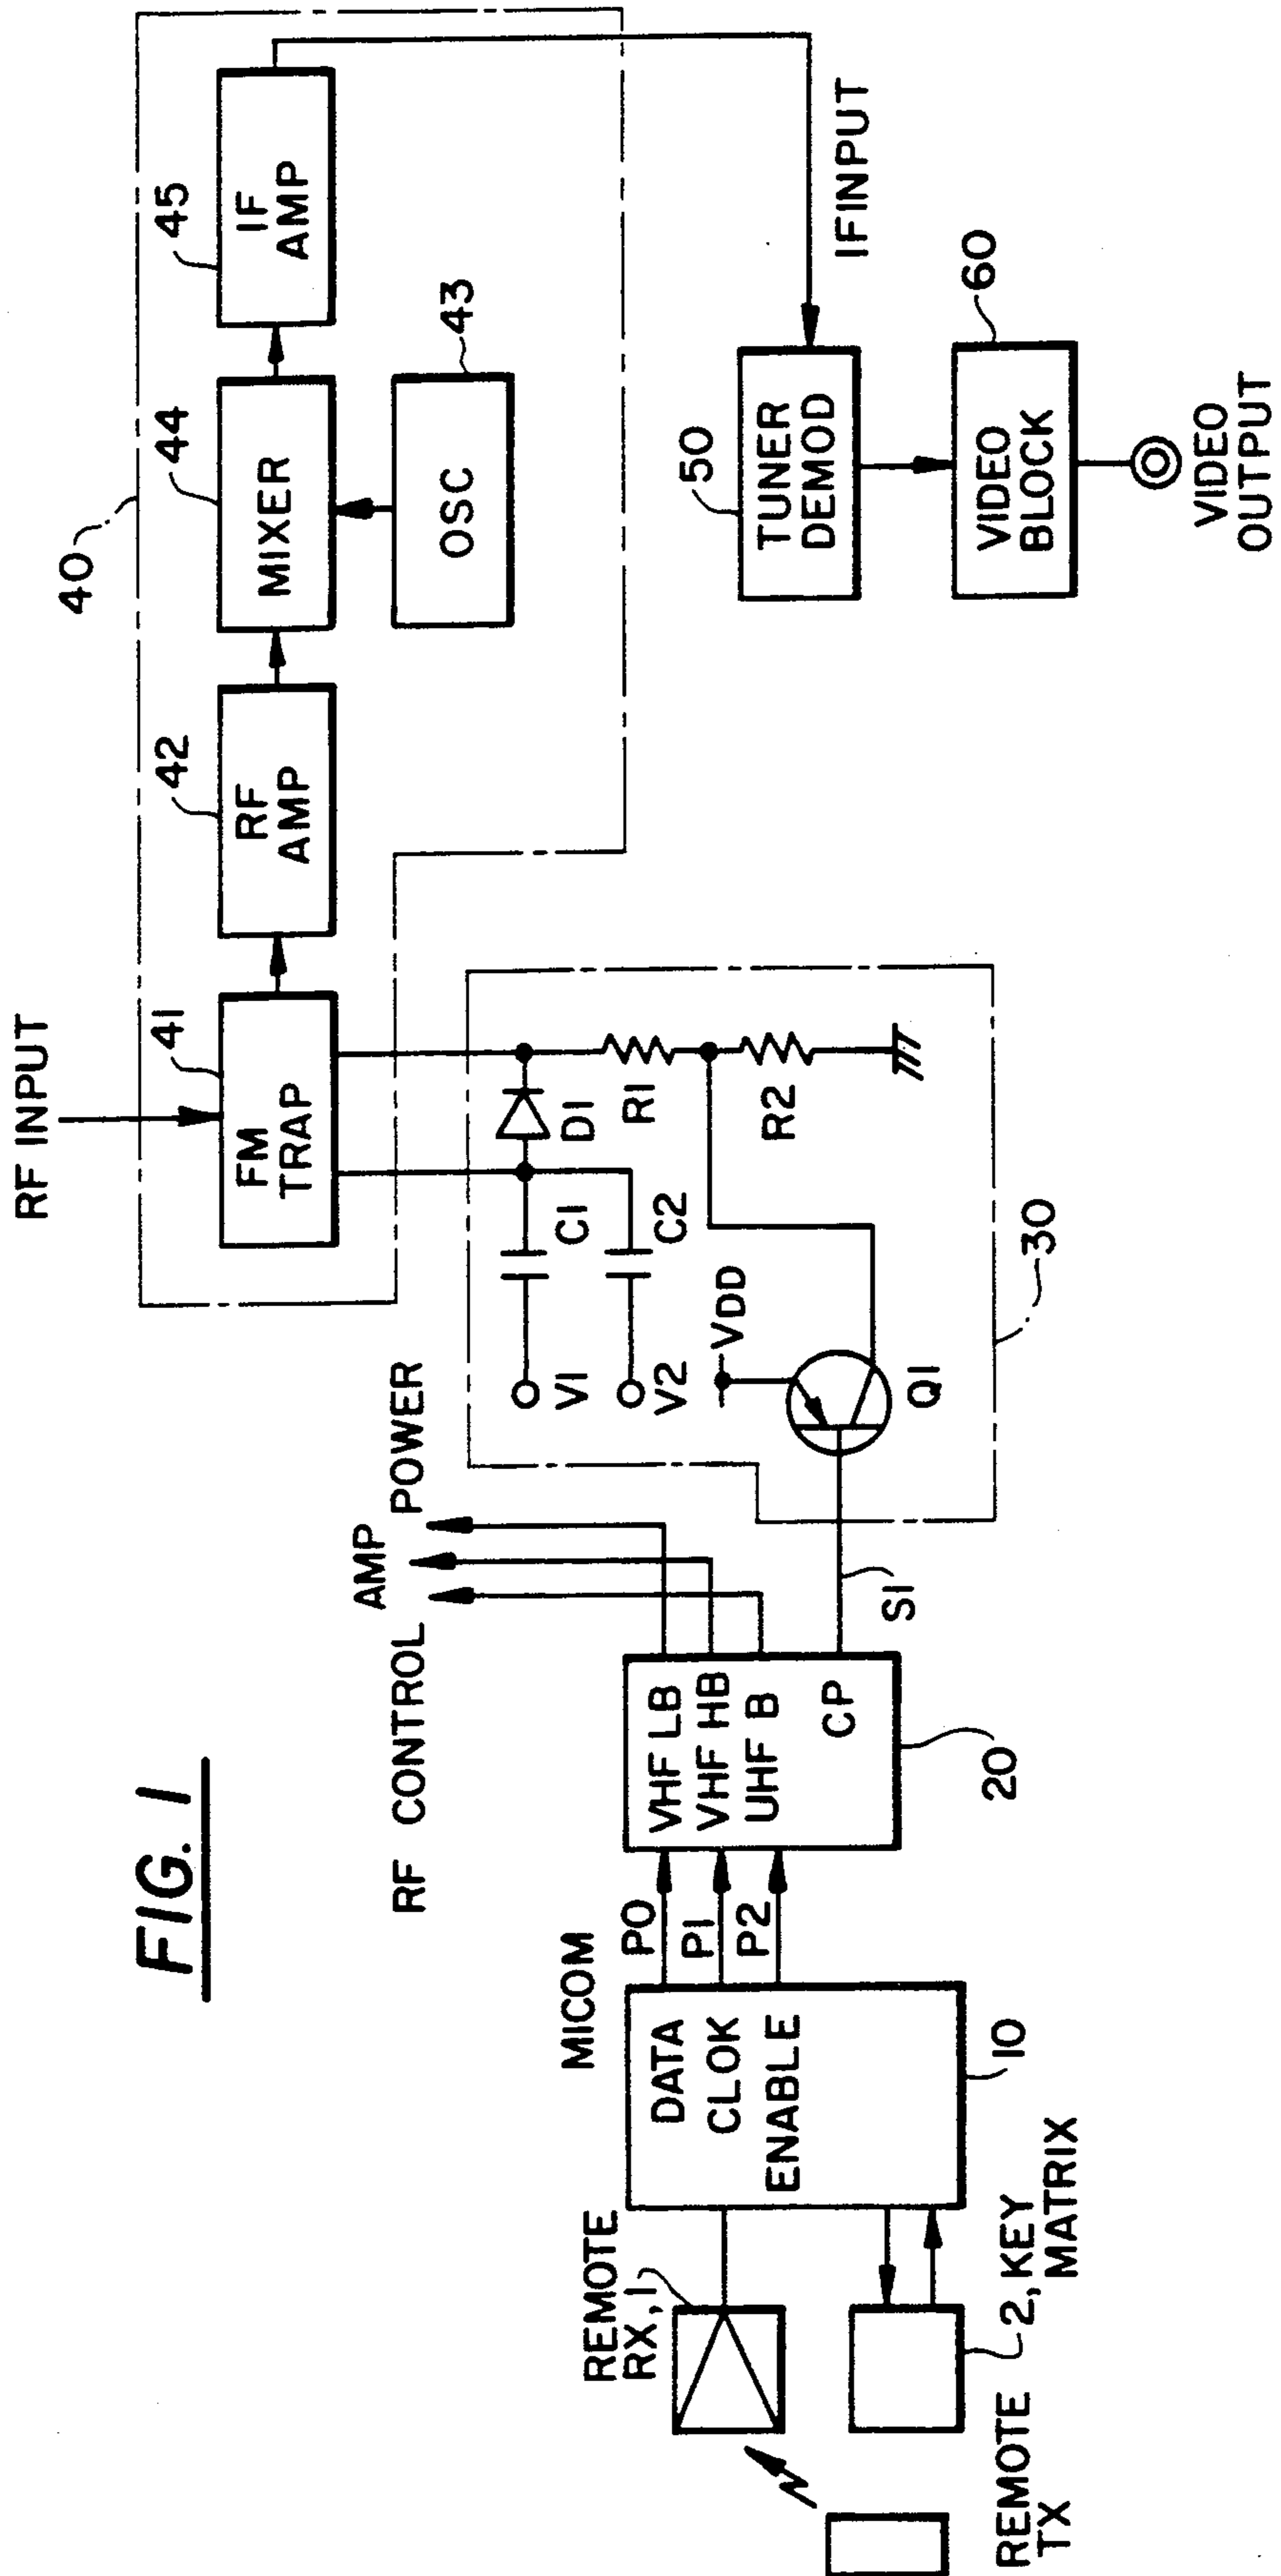 FIG. 1
RF INPUT
40
41
FM
TRAP
42
RF
AMP
44
MIXER
45
IF
AMP
43
OSC
IF INPUT
50
TUNER
DEMOD
60
VIDEO
BLOCK
VIDEO
OUTPUT
RF CONTROL AMP POWER
V1
C1
D1
R1
V2
C2
R2
VDD
Q1
30
S1
VHF LB
VHF HB
UHF B
CP
20
P0
P1
P2
MICOM
DATA
CLOK
ENABLE
10
REMOTE
RX,1
2, KEY
MATRIX
REMOTE
TX